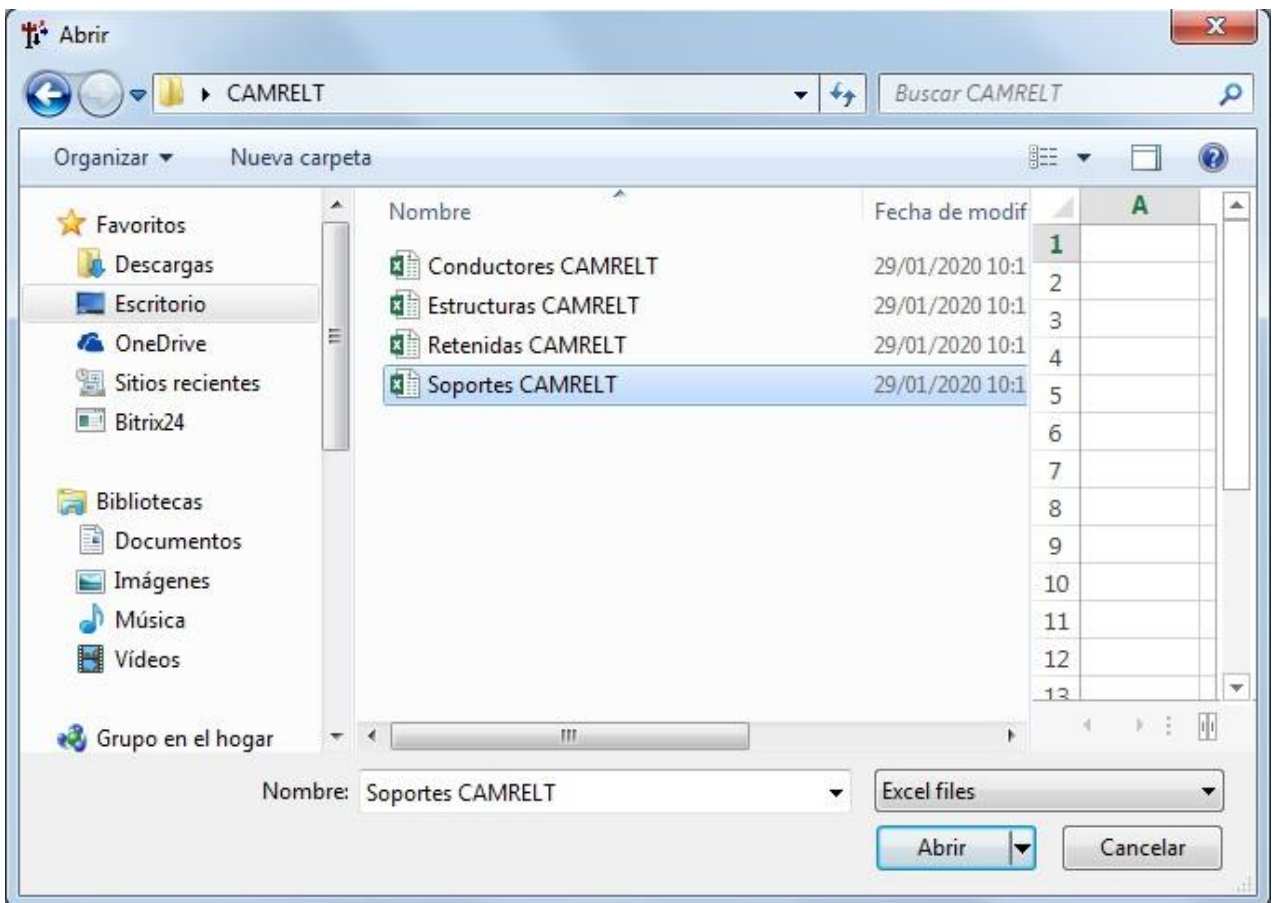 Abrir
CAMRELT
Buscar CAMRELT
Organizar
Nueva carpeta
Favoritos
Descargas
Escritorio
OneDrive
Sitios recientes
Bitrix24
Bibliotecas
Documentos
Imágenes
Música
Vídeos
Grupo en el hogar
Nombre
Fecha de modif
Conductores CAMRELT
29/01/2020 10:1
Estructuras CAMRELT
29/01/2020 10:1
Retenidas CAMRELT
29/01/2020 10:1
Soportes CAMRELT
29/01/2020 10:1
A
1
2
3
4
5
6
7
8
9
10
11
12
13
Nombre: Soportes CAMRELT
Excel files
Abrir
Cancelar